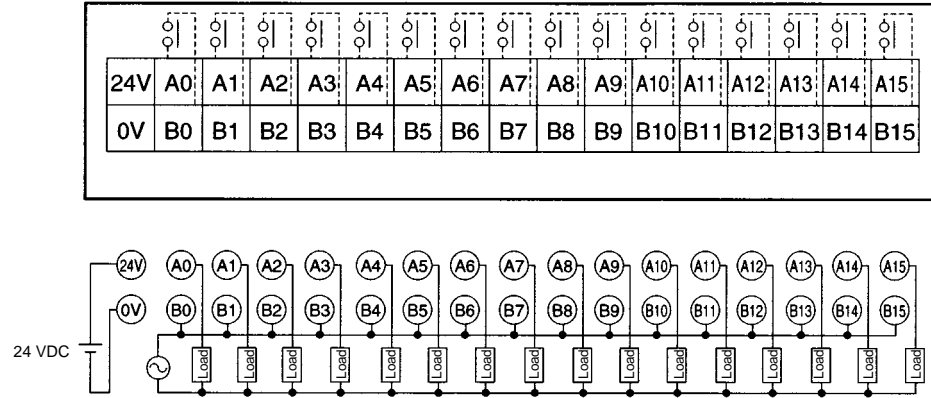 24V A0 A1 A2 A3 A4 A5 A6 A7 A8 A9 A10 A11 A12 A13 A14 A15
0V B0 B1 B2 B3 B4 B5 B6 B7 B8 B9 B10 B11 B12 B13 B14 B15
24V A0 A1 A2 A3 A4 A5 A6 A7 A8 A9 A10 A11 A12 A13 A14 A15
0V B0 B1 B2 B3 B4 B5 B6 B7 B8 B9 B10 B11 B12 B13 B14 B15
24 VDC Load Load Load Load Load Load Load Load Load Load Load Load Load Load Load Load